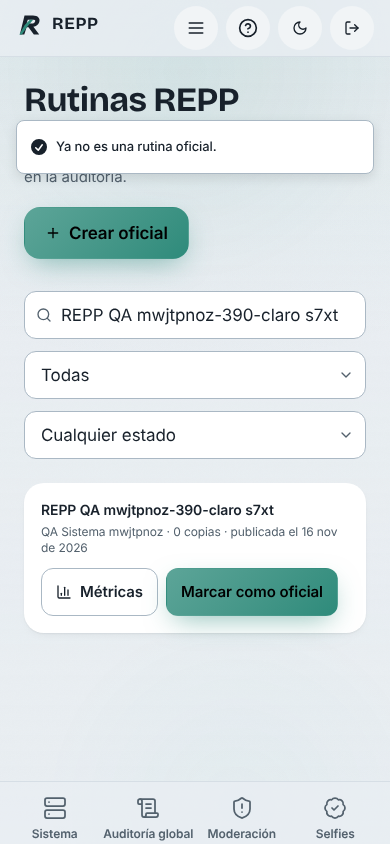 REPP
Rutinas REPP
Ya no es una rutina oficial.
en la auditoría.
+ Crear oficial
REPP QA mwjtpnoz-390-claro s7xt
Todas
Cualquier estado
REPP QA mwjtpnoz-390-claro s7xt
QA Sistema mwjtpnoz · 0 copias · publicada el 16 nov
de 2026
Métricas
Marcar como oficial
Sistema
Auditoría global
Moderación
Selfies